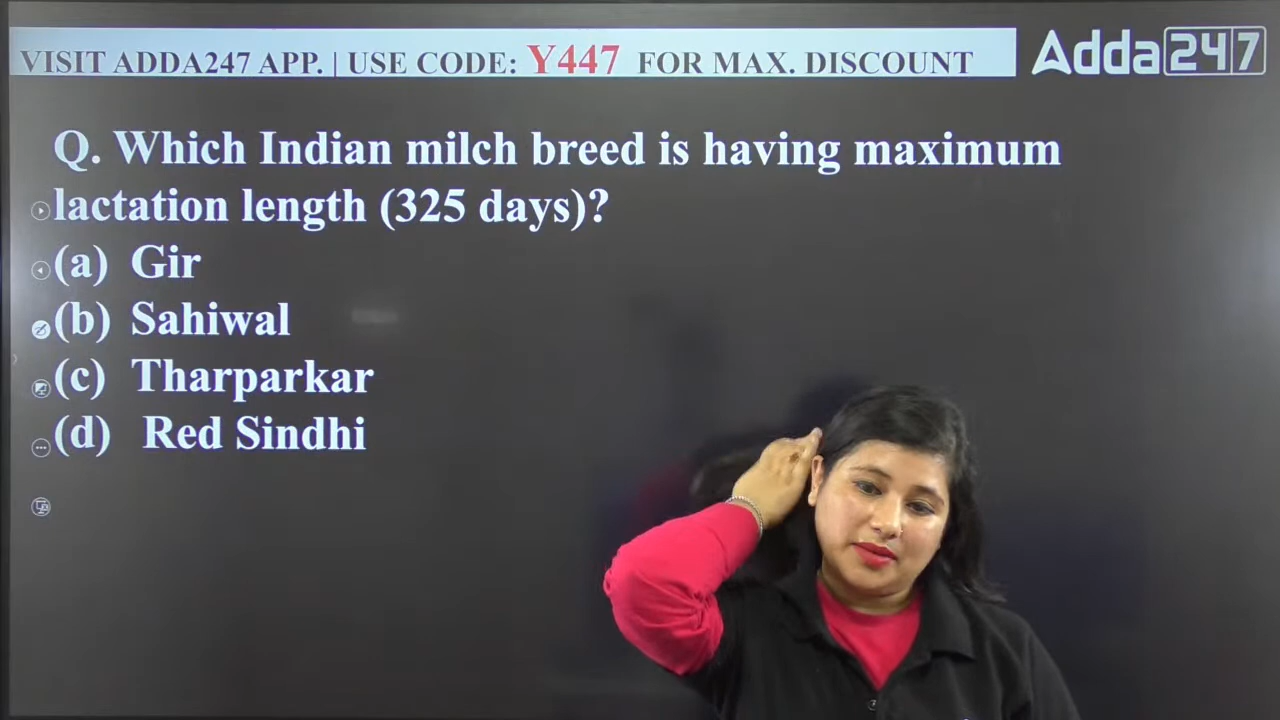 VISIT ADDA247 APP. | USE CODE: Y447 FOR MAX. DISCOUNT
Adda247
Q. Which Indian milch breed is having maximum
lactation length (325 days)?
(a) Gir
(b) Sahiwal
(c) Tharparkar
(d) Red Sindhi